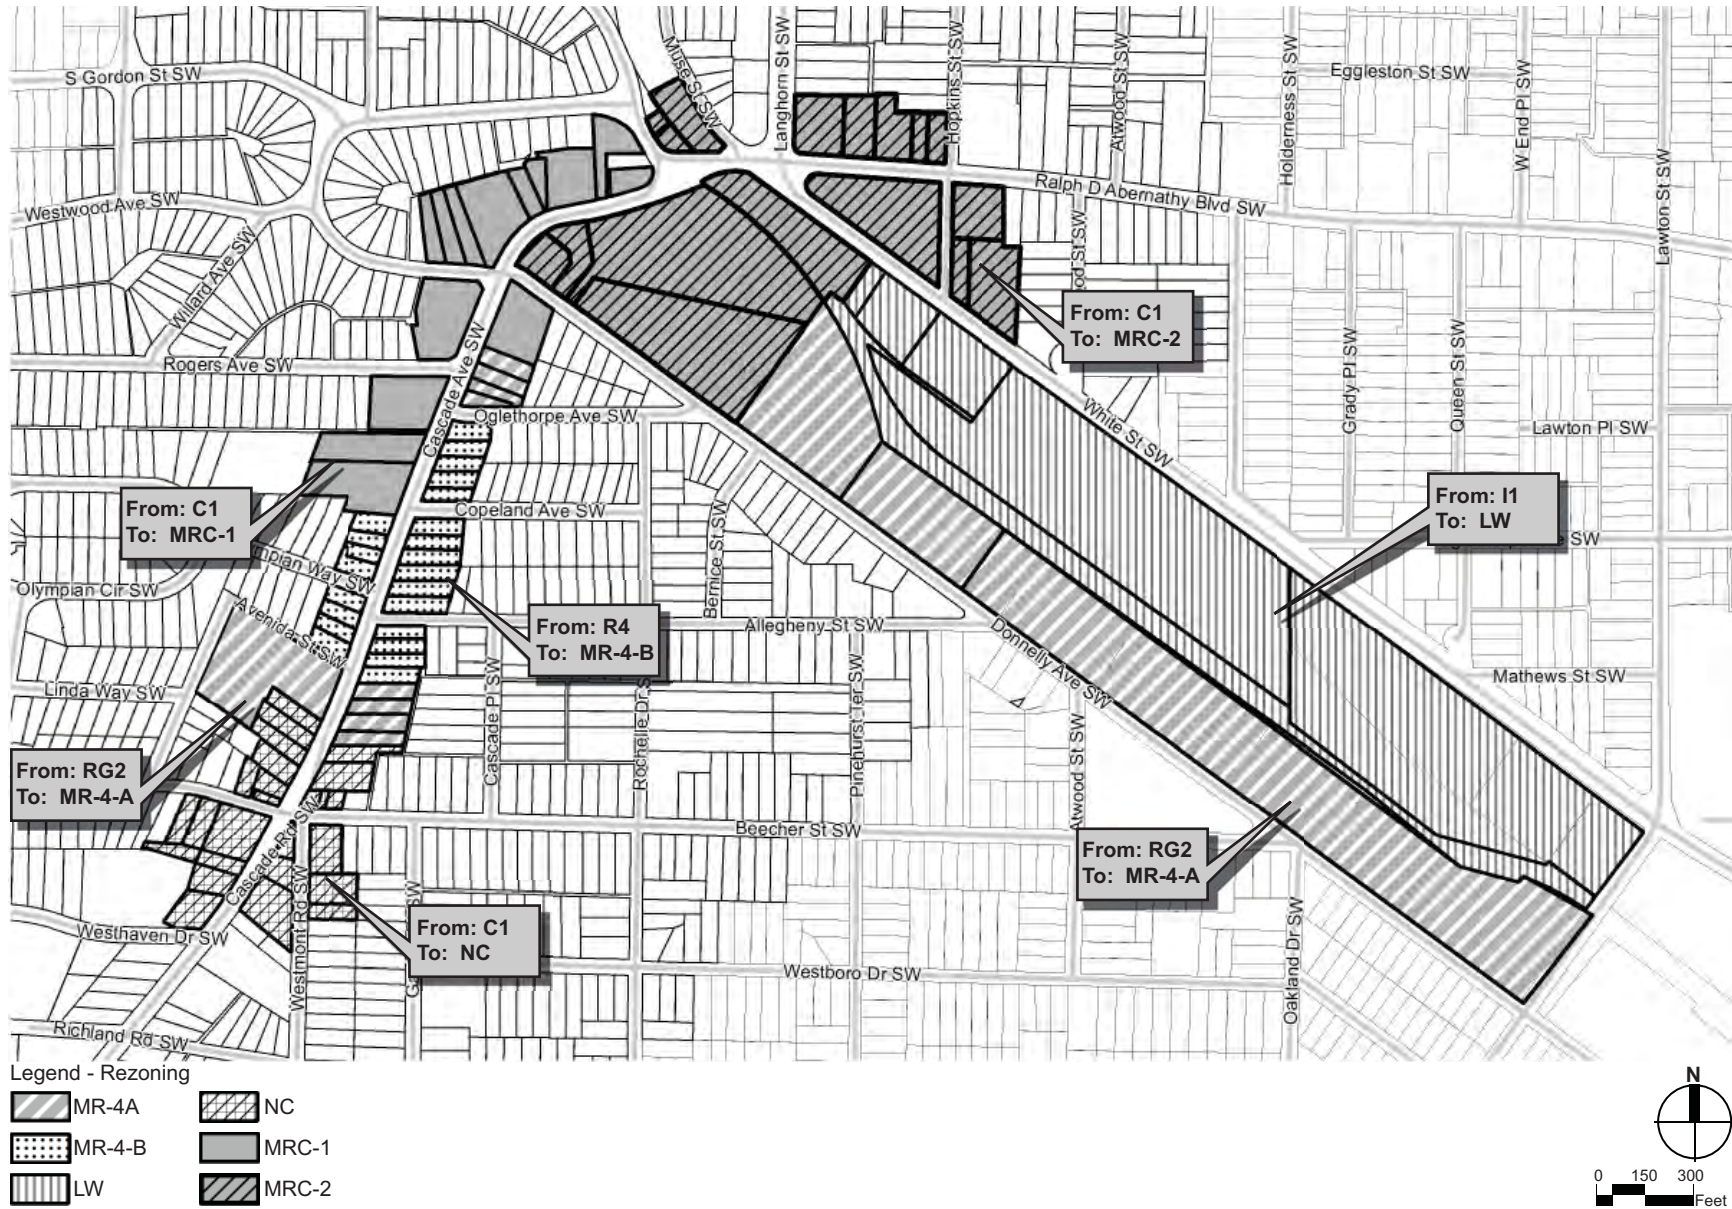 S Gordon St SW
Muse St SW
Langhorn St SW
Hopkins St SW
Atwood St SW
Holderness St SW
Eggleston St SW
W End Pl SW
Lawton St SW
Westwood Ave SW
Willard Ave SW
Ralph D Abernathy Blvd SW
od St SW
From: C1
To: MRC-2
Rogers Ave SW
Cascade Ave SW
Oglethorpe Ave SW
White St SW
Grady Pl SW
Queen St SW
Lawton Pl SW
From: C1
To: MRC-1
Copeland Ave SW
Bernice St SW
From: I1
To: LW
SW
mpian Way SW
Olympian Cir SW
Avenida St SW
From: R4
To: MR-4-B
Allegheny St SW
Donnelly Ave SW
Linda Way SW
Cascade Pl SW
Rochelle Dr S
Pinehurst Ter SW
Atwood St SW
Mathews St SW
From: RG2
To: MR-4-A
Cascade Rd SW
Beecher St SW
From: RG2
To: MR-4-A
Westmont Rd SW
From: C1
To: NC
Westhaven Dr SW
Westboro Dr SW
Oakland Dr SW
Richland Rd SW
Legend - Rezoning
MR-4A
NC
MR-4-B
MRC-1
LW
MRC-2
N
0 150 300
Feet